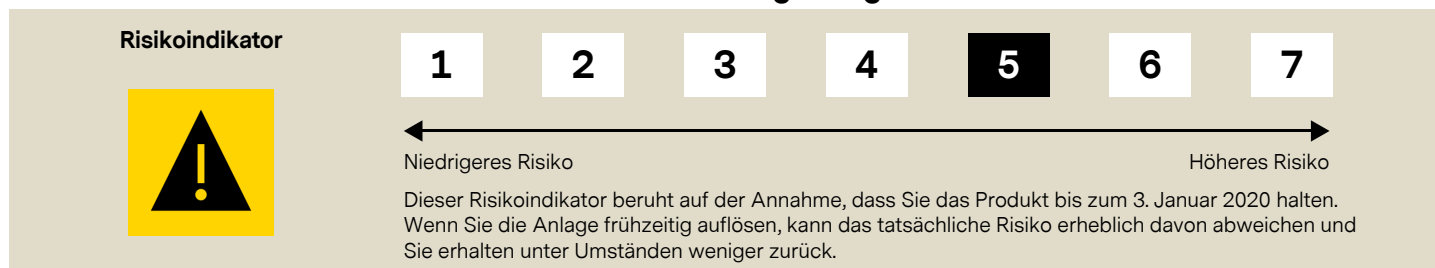 Risikoindikator
1 2 3 4 5 6 7
Niedrigeres Risiko Höheres Risiko
Dieser Risikoindikator beruht auf der Annahme, dass Sie das Produkt bis zum 3. Januar 2020 halten.
Wenn Sie die Anlage frühzeitig auflösen, kann das tatsächliche Risiko erheblich davon abweichen und
Sie erhalten unter Umständen weniger zurück.